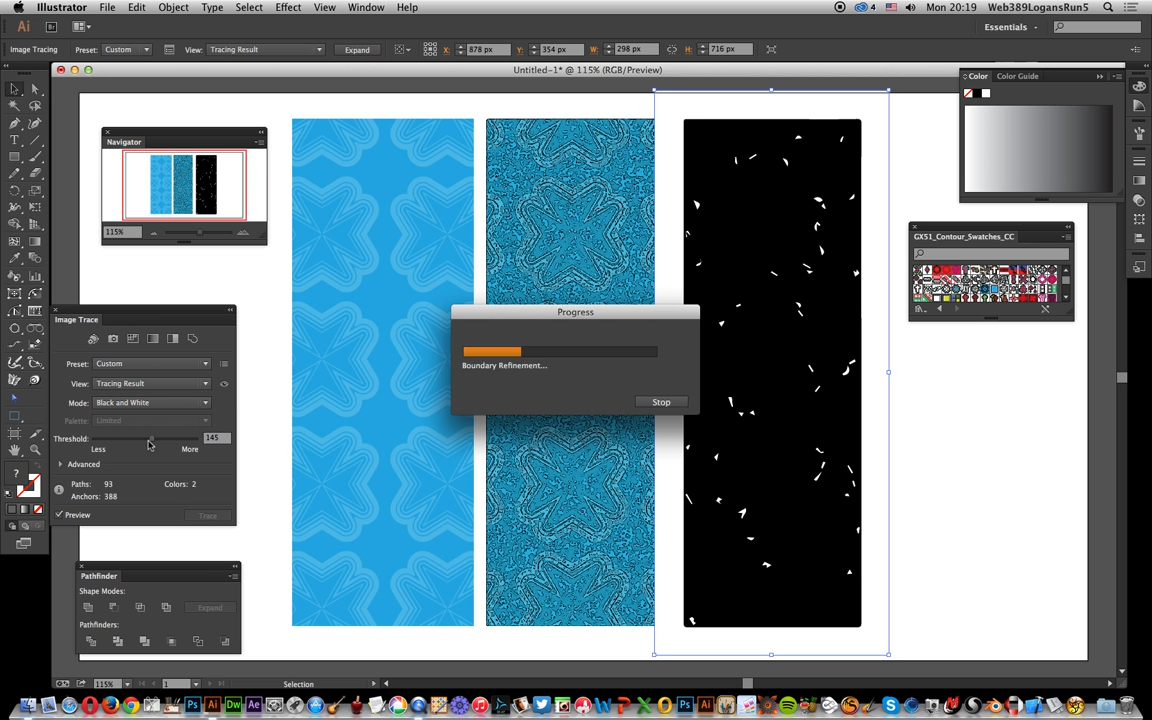 Illustrator File Edit Object Type Select Effect View Window Help
4 Mon 20:19 Web389LogansRun5
Ai Br Essentials
Image Tracing Preset: Custom View: Tracing Result Expand X: 878 px Y: 354 px W: 298 px H: 716 px
Untitled-1* @ 115% (RGB/Preview)
Color Color Guide
Navigator
115%
GX51_Contour_Swatches_CC
Progress
Boundary Refinement...
Stop
Image Trace
Preset: Custom
View: Tracing Result
Mode: Black and White
Palette: Limited
Threshold: 145
Less More
Advanced
Paths: 93 Colors: 2
Anchors: 388
Preview Trace
Pathfinder
Shape Modes:
Expand
Pathfinders:
115% 1 Selection